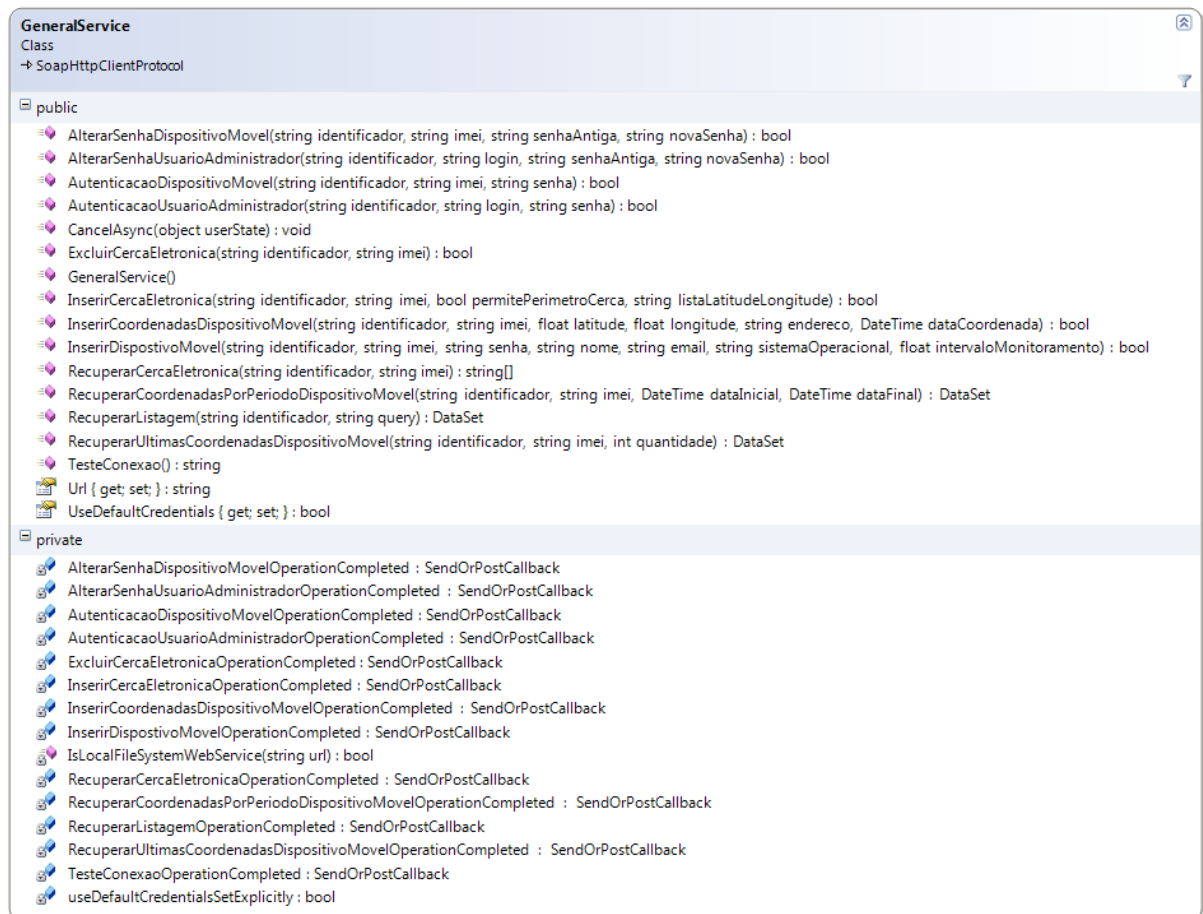 GeneralService
Class
→ SoapHttpClientProtocol
public
AlterarSenhaDispositivoMovel(string identificador, string imei, string senhaAntiga, string novaSenha) : bool
AlterarSenhaUsuarioAdministrador(string identificador, string login, string senhaAntiga, string novaSenha) : bool
AutenticacaoDispositivoMovel(string identificador, string imei, string senha) : bool
AutenticacaoUsuarioAdministrador(string identificador, string login, string senha) : bool
CancelAsync(object userState) : void
ExcluirCercaEletronica(string identificador, string imei) : bool
GeneralService()
InserirCercaEletronica(string identificador, string imei, bool permitePerimetroCerca, string listaLatitudeLongitude) : bool
InserirCoordenadasDispositivoMovel(string identificador, string imei, float latitude, float longitude, string endereco, DateTime dataCoordenada) : bool
InserirDispostivoMovel(string identificador, string imei, string senha, string nome, string email, string sistemaOperacional, float intervaloMonitoramento) : bool
RecuperarCercaEletronica(string identificador, string imei) : string[]
RecuperarCoordenadasPorPeriodoDispositivoMovel(string identificador, string imei, DateTime dataInicial, DateTime dataFinal) : DataSet
RecuperarListagem(string identificador, string query) : DataSet
RecuperarUltimasCoordenadasDispositivoMovel(string identificador, string imei, int quantidade) : DataSet
TesteConexao() : string
Url { get; set; } : string
UseDefaultCredentials { get; set; } : bool
private
AlterarSenhaDispositivoMovelOperationCompleted : SendOrPostCallback
AlterarSenhaUsuarioAdministradorOperationCompleted : SendOrPostCallback
AutenticacaoDispositivoMovelOperationCompleted : SendOrPostCallback
AutenticacaoUsuarioAdministradorOperationCompleted : SendOrPostCallback
ExcluirCercaEletronicaOperationCompleted : SendOrPostCallback
InserirCercaEletronicaOperationCompleted : SendOrPostCallback
InserirCoordenadasDispositivoMovelOperationCompleted : SendOrPostCallback
InserirDispostivoMovelOperationCompleted : SendOrPostCallback
IsLocalFileSystemWebService(string url) : bool
RecuperarCercaEletronicaOperationCompleted : SendOrPostCallback
RecuperarCoordenadasPorPeriodoDispositivoMovelOperationCompleted : SendOrPostCallback
RecuperarListagemOperationCompleted : SendOrPostCallback
RecuperarUltimasCoordenadasDispositivoMovelOperationCompleted : SendOrPostCallback
TesteConexaoOperationCompleted : SendOrPostCallback
useDefaultCredentialsSetExplicitly : bool